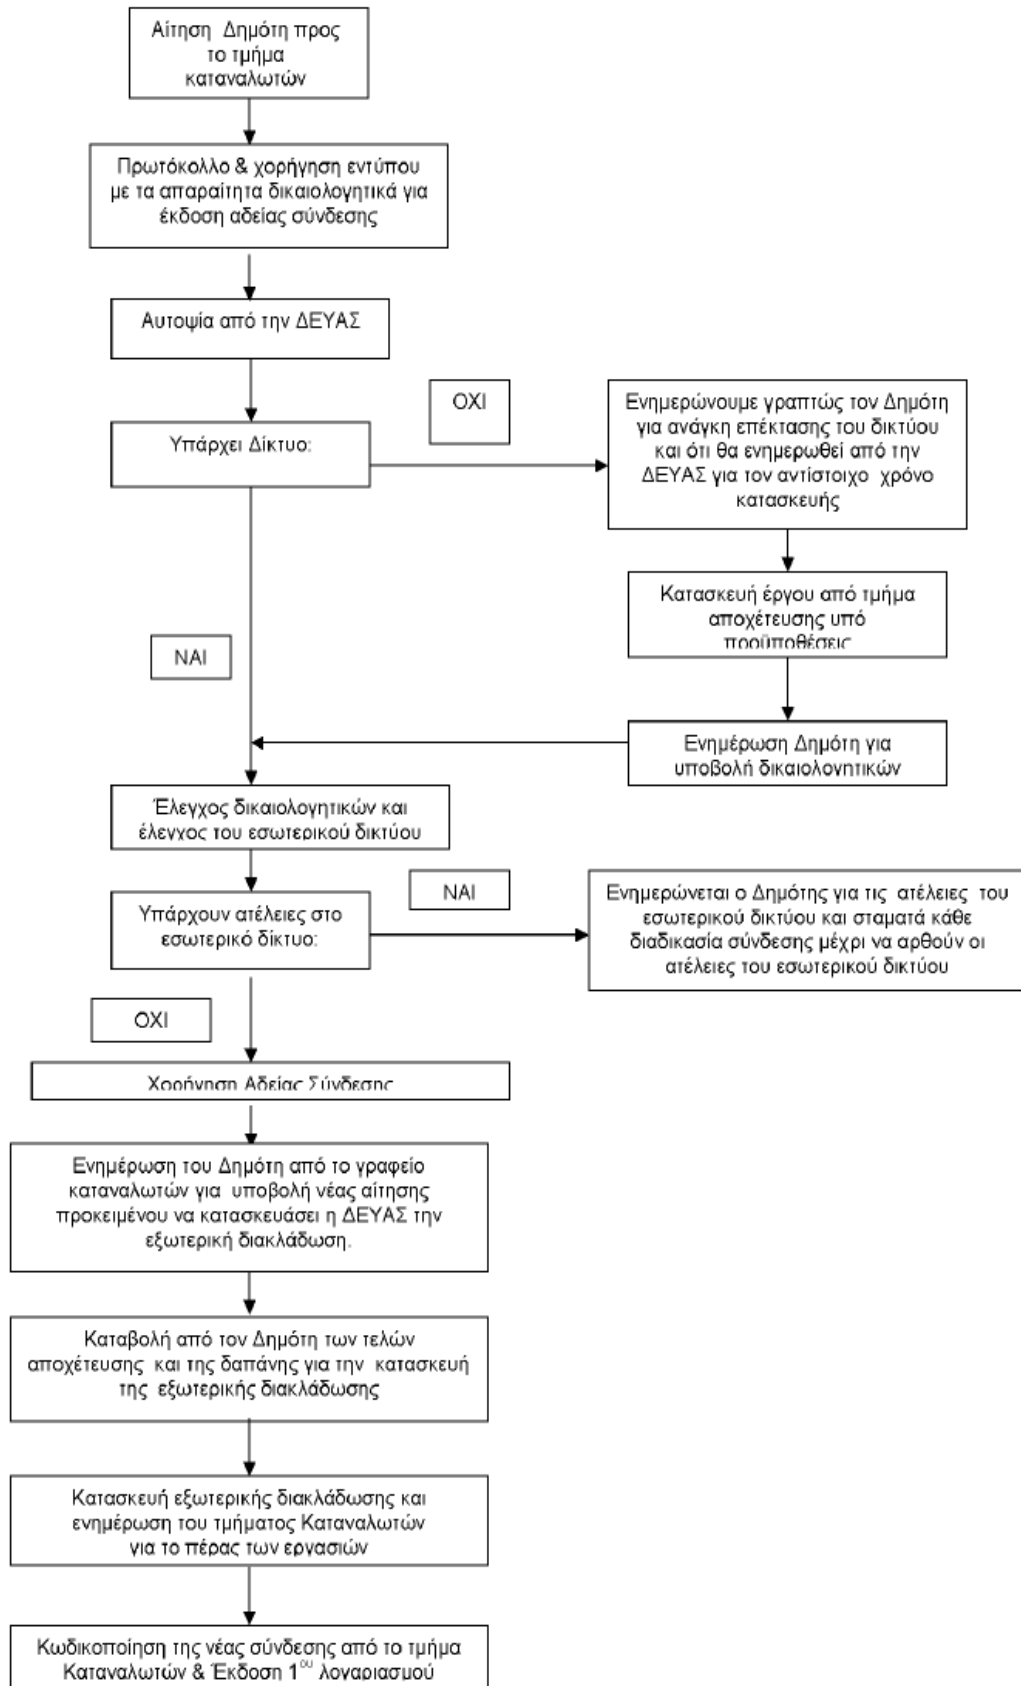 Αίτηση Δημότη προς
το τμήμα
καταναλωτών
Πρωτόκολλο & χορήγηση εντύπου
με τα απαραίτητα δικαιολογητικά για
έκδοση αδείας σύνδεσης
Αυτοψία από την ΔΕΥΑΣ
Υπάρχει Δίκτυο:
ΟΧΙ
Ενημερώνουμε γραπτώς τον Δημότη
για ανάγκη επέκτασης του δικτύου
και ότι θα ενημερωθεί από την
ΔΕΥΑΣ για τον αντίστοιχο χρόνο
κατασκευής
Κατασκευή έργου από τμήμα
αποχέτευσης υπό
προϋποθέσεις
ΝΑΙ
Ενημέρωση Δημότη για
υποβολή δικαιολογητικών
Έλεγχος δικαιολογητικών και
έλεγχος του εσωτερικού δικτύου
Υπάρχουν ατέλειες στο
εσωτερικό δίκτυο:
ΝΑΙ
Ενημερώνεται ο Δημότης για τις ατέλειες του
εσωτερικού δικτύου και σταματά κάθε
διαδικασία σύνδεσης μέχρι να αρθούν οι
ατέλειες του εσωτερικού δικτύου
ΟΧΙ
Χορήγηση Αδείας Σύνδεσης
Ενημέρωση του Δημότη από το γραφείο
καταναλωτών για υποβολή νέας αίτησης
προκειμένου να κατασκευάσει η ΔΕΥΑΣ την
εξωτερική διακλάδωση.
Καταβολή από τον Δημότη των τελών
αποχέτευσης και της δαπάνης για την κατασκευή
της εξωτερικής διακλάδωσης
Κατασκευή εξωτερικής διακλάδωσης και
ενημέρωση του τμήματος Καταναλωτών
για το πέρας των εργασιών
Κωδικοποίηση της νέας σύνδεσης από το τμήμα
Καταναλωτών & Έκδοση 1ου λογαριασμού